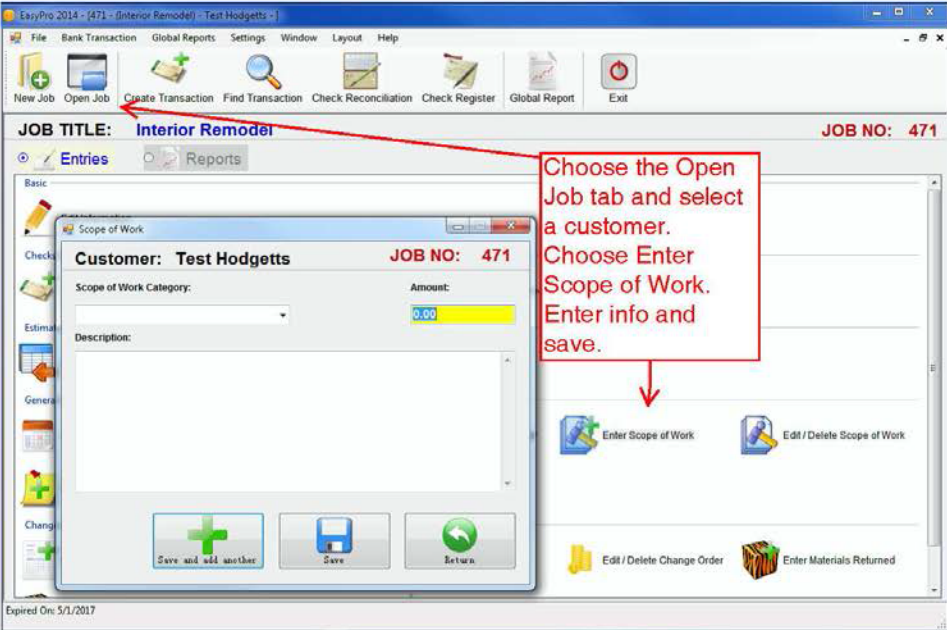 EasyPro 2014 - [471 - (Interior Remodel) - Test Hodgetts - ]
File Bank Transaction Global Reports Settings Window Layout Help
New Job Open Job Create Transaction Find Transaction Check Reconciliation Check Register Global Report Exit
JOB TITLE: Interior Remodel JOB NO: 471
Entries Reports
Basic
Choose the Open
Job tab and select
a customer.
Choose Enter
Scope of Work.
Enter info and
save.
Scope of Work
Customer: Test Hodgetts JOB NO: 471
Scope of Work Category: Amount:
0.00
Description:
Checks
Estimat
Genera
Enter Scope of Work Edit / Delete Scope of Work
Save and add another Save Return
Chang
Edit / Delete Change Order Enter Materials Returned
Expired On: 5/1/2017